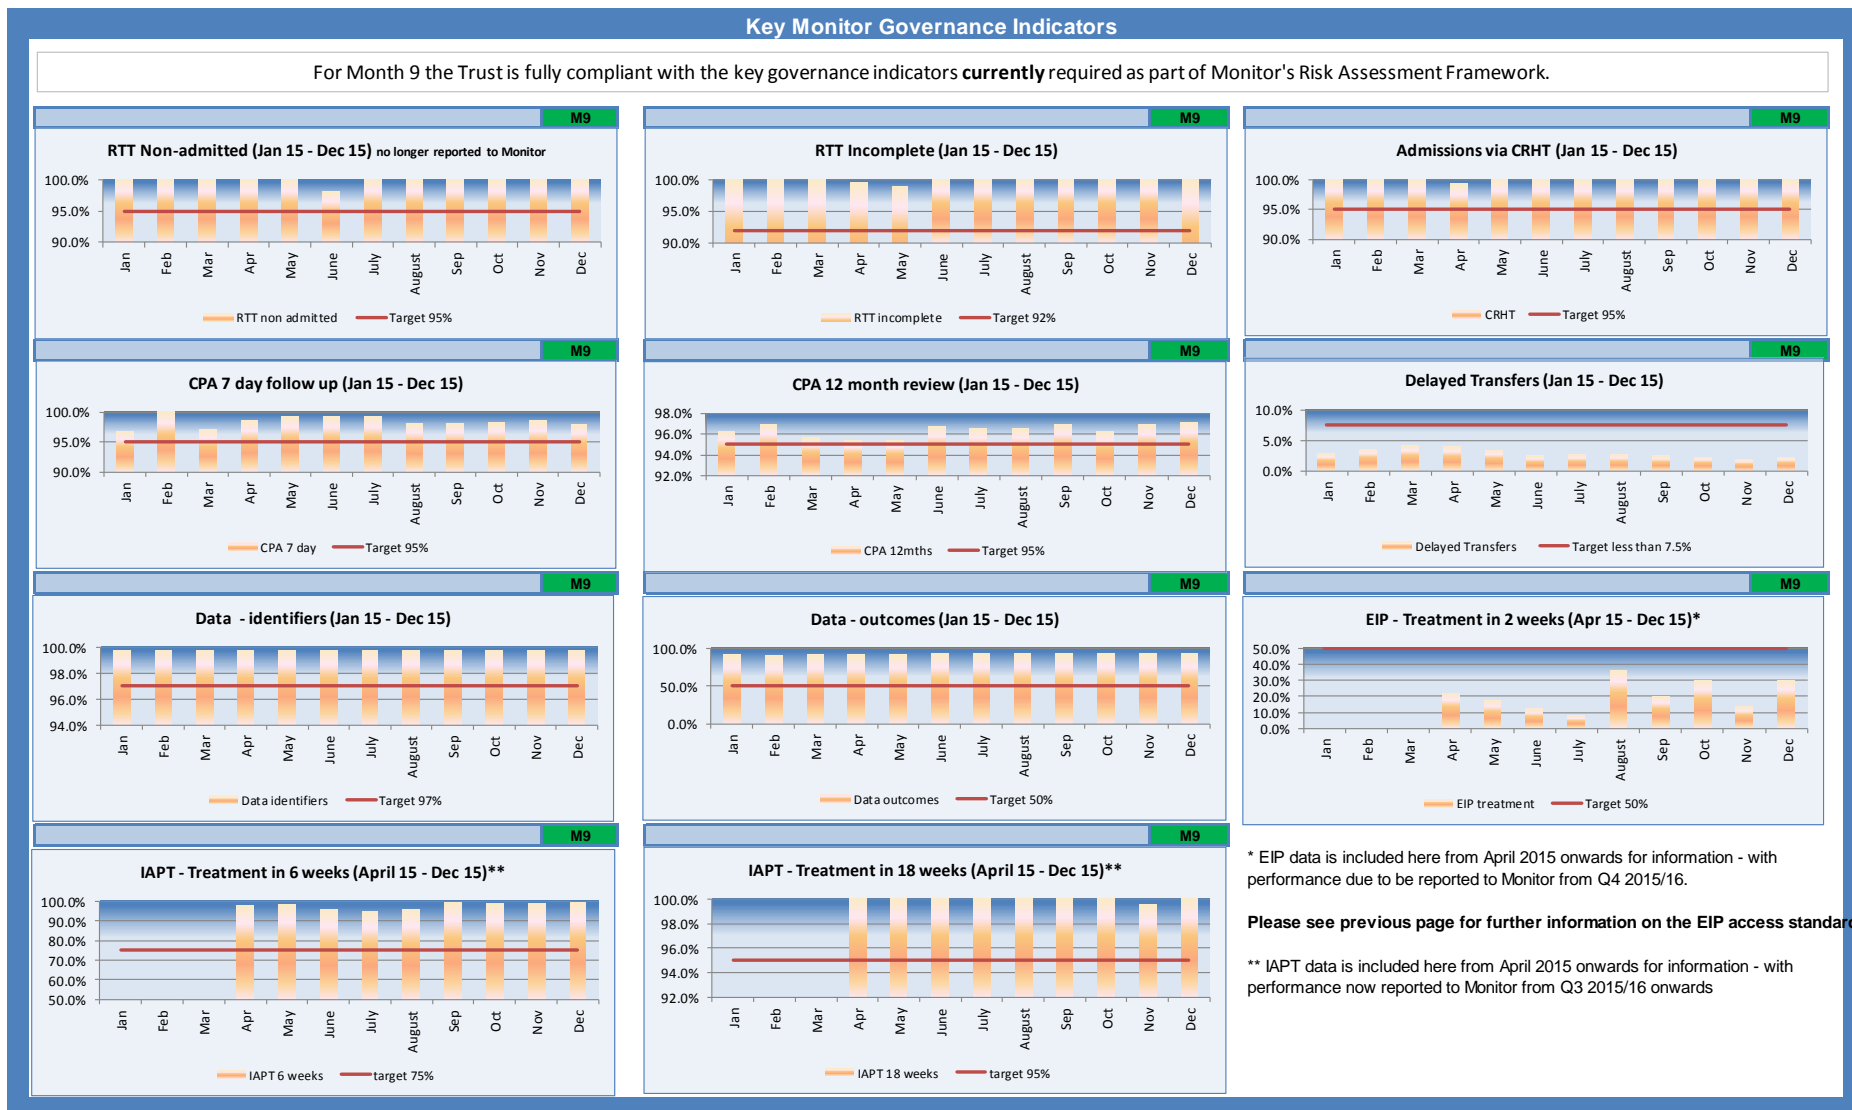 Key Monitor Governance Indicators
For Month 9 the Trust is fully compliant with the key governance indicators currently required as part of Monitor's Risk Assessment Framework.
M9
RTT Non-admitted (Jan 15 - Dec 15) no longer reported to Monitor
100.0%
95.0%
90.0%
Jan Feb Mar Apr May June July August Sep Oct Nov Dec
RTT non admitted Target 95%
M9
RTT Incomplete (Jan 15 - Dec 15)
100.0%
95.0%
90.0%
Jan Feb Mar Apr May June July August Sep Oct Nov Dec
RTT incomplete Target 92%
M9
Admissions via CRHT (Jan 15 - Dec 15)
100.0%
95.0%
90.0%
Jan Feb Mar Apr May June July August Sep Oct Nov Dec
CRHT Target 95%
M9
CPA 7 day follow up (Jan 15 - Dec 15)
100.0%
95.0%
90.0%
Jan Feb Mar Apr May June July August Sep Oct Nov Dec
CPA 7 day Target 95%
M9
CPA 12 month review (Jan 15 - Dec 15)
98.0%
96.0%
94.0%
92.0%
Jan Feb Mar Apr May June July August Sep Oct Nov Dec
CPA 12mths Target 95%
M9
Delayed Transfers (Jan 15 - Dec 15)
10.0%
5.0%
0.0%
Jan Feb Mar Apr May June July August Sep Oct Nov Dec
Delayed Transfers Target less than 7.5%
M9
Data - identifiers (Jan 15 - Dec 15)
100.0%
98.0%
96.0%
94.0%
Jan Feb Mar Apr May June July August Sep Oct Nov Dec
Data identifiers Target 97%
M9
Data - outcomes (Jan 15 - Dec 15)
100.0%
50.0%
0.0%
Jan Feb Mar Apr May June July August Sep Oct Nov Dec
Data outcomes Target 50%
M9
EIP - Treatment in 2 weeks (Apr 15 - Dec 15)*
50.0%
40.0%
30.0%
20.0%
10.0%
0.0%
Jan Feb Mar Apr May June July August Sep Oct Nov Dec
EIP treatment Target 50%
M9
IAPT - Treatment in 6 weeks (April 15 - Dec 15)**
100.0%
90.0%
80.0%
70.0%
60.0%
50.0%
Jan Feb Mar Apr May June July August Sep Oct Nov Dec
IAPT 6 weeks target 75%
M9
IAPT - Treatment in 18 weeks (April 15 - Dec 15)**
100.0%
98.0%
96.0%
94.0%
92.0%
Jan Feb Mar Apr May June July August Sep Oct Nov Dec
IAPT 18 weeks target 95%
* EIP data is included here from April 2015 onwards for information - with
performance due to be reported to Monitor from Q4 2015/16.
Please see previous page for further information on the EIP access standard
** IAPT data is included here from April 2015 onwards for information - with
performance now reported to Monitor from Q3 2015/16 onwards